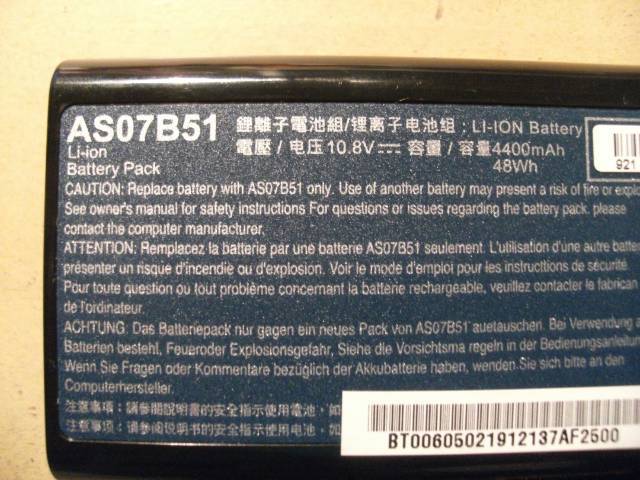 AS07B51 鋰離子電池組/锂离子电池组 : LI-ION Battery
Li-ion 電壓 / 电压 10.8V⎓ 容量 / 容量 4400mAh
Battery Pack 48Wh
921
CAUTION: Replace battery with AS07B51 only. Use of another battery may present a risk of fire or explo
See owner's manual for safety instructions For questions or issues regarding the battery pack, please
contact the computer manufacturer.
ATTENTION: Remplacez la batterie par une batterie AS07B51 seulement. L'utilisation d'une autre batte
présenter un risque d'incendie ou d'explosion. Voir le mode d'emploi pour les instructions de sécurité.
Pour toute question ou tout problème concernant la batterie rechargeable, veuillez contacter le fabrican
de l'ordinateur.
ACHTUNG: Das Batteriepack nur gagen ein neues Pack von AS07B51 auetauschen. Bei Verwendung a
Batterien besteht, Feueroder Explosionsgefahr, Siehe die Vorsichtsma regeln in der Bedienungsanleitun
Wenn Sie Fragen oder Kommentare bezüglich der Akkubatterie haben, wenden Sie sich bitte an den
Computerhersteller.
注意事項：請參閱說明書的安全指示使用電池，如
注意事项：请参阅说明书的安全指示使用电池，如
BT00605021912137AF2500